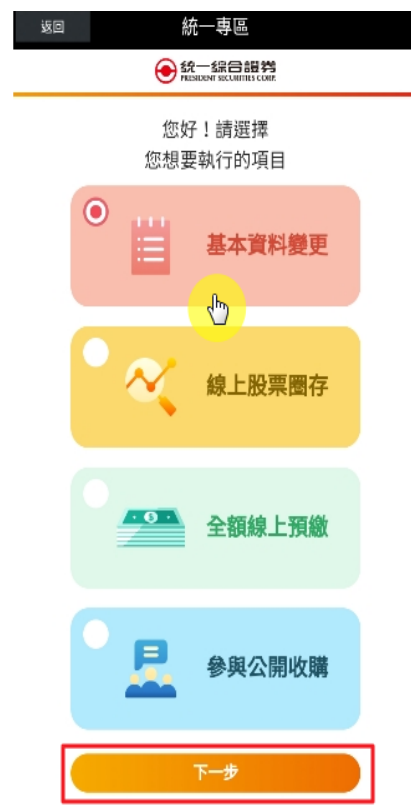 返回
統一專區
統一綜合證券
PRESIDENT SECURITIES CORP.
您好！請選擇
您想要執行的項目
基本資料變更
線上股票圈存
全額線上預繳
參與公開收購
下一步